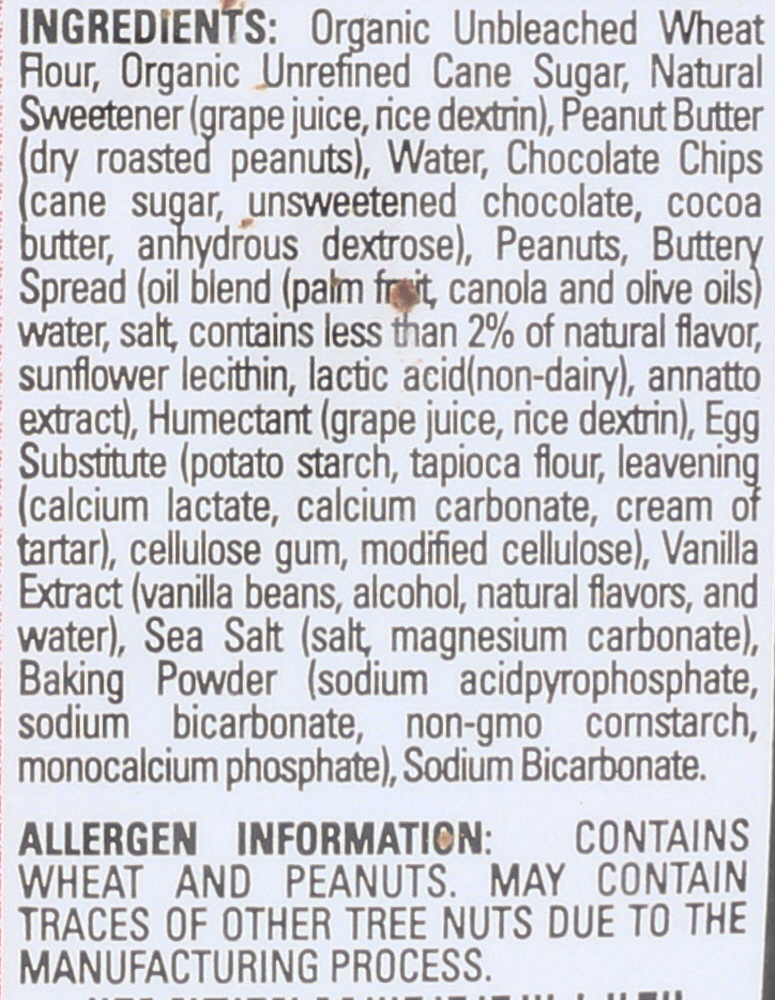 INGREDIENTS: Organic Unbleached Wheat
Flour, Organic Unrefined Cane Sugar, Natural
Sweetener (grape juice, rice dextrin), Peanut Butter
(dry roasted peanuts), Water, Chocolate Chips
(cane sugar, unsweetened chocolate, cocoa
butter, anhydrous dextrose), Peanuts, Buttery
Spread (oil blend (palm fruit, canola and olive oils)
water, salt, contains less than 2% of natural flavor,
sunflower lecithin, lactic acid(non-dairy), annatto
extract), Humectant (grape juice, rice dextrin), Egg
Substitute (potato starch, tapioca flour, leavening
(calcium lactate, calcium carbonate, cream of
tartar), cellulose gum, modified cellulose), Vanilla
Extract (vanilla beans, alcohol, natural flavors, and
water), Sea Salt (salt, magnesium carbonate),
Baking Powder (sodium acidpyrophosphate,
sodium bicarbonate, non-gmo cornstarch,
monocalcium phosphate), Sodium Bicarbonate.
ALLERGEN INFORMATION: CONTAINS
WHEAT AND PEANUTS. MAY CONTAIN
TRACES OF OTHER TREE NUTS DUE TO THE
MANUFACTURING PROCESS.